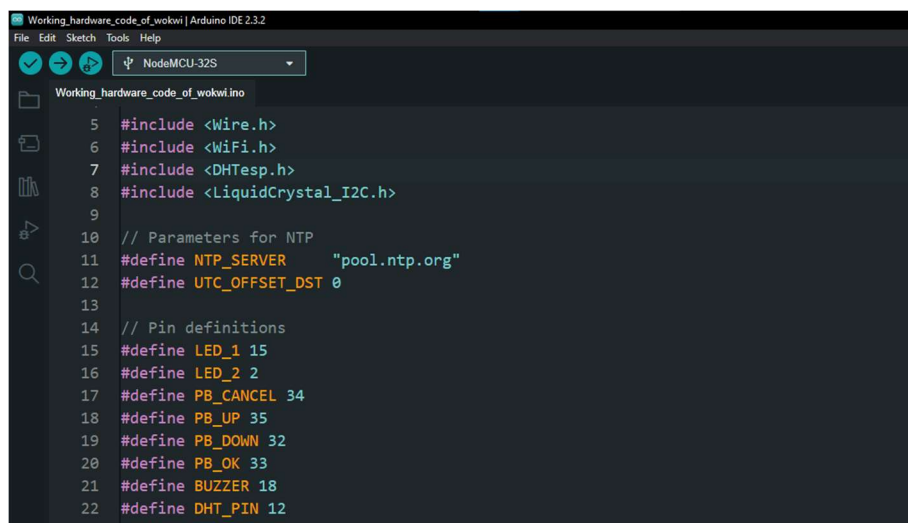 Working_hardware_code_of_wokwi | Arduino IDE 2.3.2
File Edit Sketch Tools Help
NodeMCU-32S
Working_hardware_code_of_wokwi.ino
5 #include <Wire.h>
6 #include <WiFi.h>
7 #include <DHTesp.h>
8 #include <LiquidCrystal_I2C.h>
9
10 // Parameters for NTP
11 #define NTP_SERVER     "pool.ntp.org"
12 #define UTC_OFFSET_DST 0
13
14 // Pin definitions
15 #define LED_1 15
16 #define LED_2 2
17 #define PB_CANCEL 34
18 #define PB_UP 35
19 #define PB_DOWN 32
20 #define PB_OK 33
21 #define BUZZER 18
22 #define DHT_PIN 12